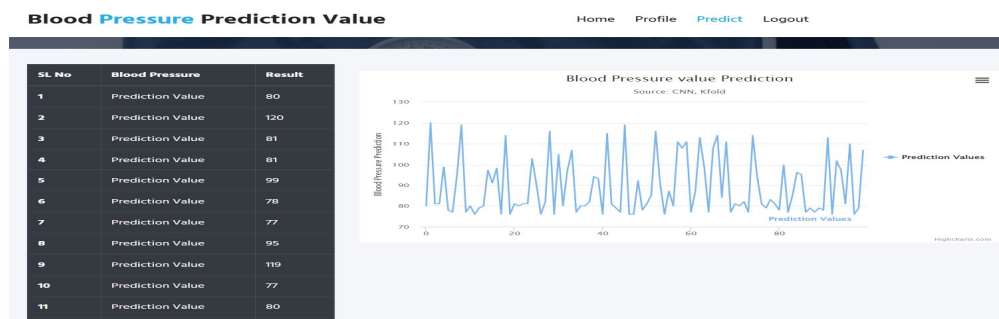 Blood Pressure Prediction Value
Home Profile Predict Logout
SL No Blood Pressure Result
1 Prediction Value 80
2 Prediction Value 120
3 Prediction Value 81
4 Prediction Value 81
5 Prediction Value 99
6 Prediction Value 78
7 Prediction Value 77
8 Prediction Value 95
9 Prediction Value 119
10 Prediction Value 77
11 Prediction Value 80
Blood Pressure value Prediction
Source: CNN, Kfold
Blood Pressure Prediction
130
120
110
100
90
80
70
0 20 40 60 80
Prediction Values
Prediction Values
Highcharts.com